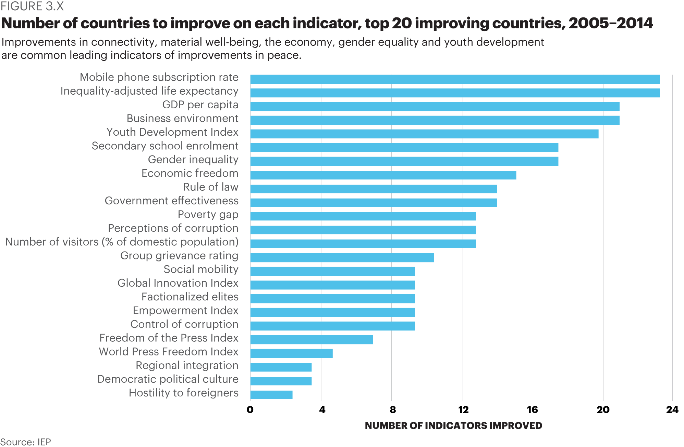 FIGURE 3.X
Number of countries to improve on each indicator, top 20 improving countries, 2005–2014
Improvements in connectivity, material well-being, the economy, gender equality and youth development
are common leading indicators of improvements in peace.
Mobile phone subscription rate
Inequality-adjusted life expectancy
GDP per capita
Business environment
Youth Development Index
Secondary school enrolment
Gender inequality
Economic freedom
Rule of law
Government effectiveness
Poverty gap
Perceptions of corruption
Number of visitors (% of domestic population)
Group grievance rating
Social mobility
Global Innovation Index
Factionalized elites
Empowerment Index
Control of corruption
Freedom of the Press Index
World Press Freedom Index
Regional integration
Democratic political culture
Hostility to foreigners
0 4 8 12 16 20 24
NUMBER OF INDICATORS IMPROVED
Source: IEP